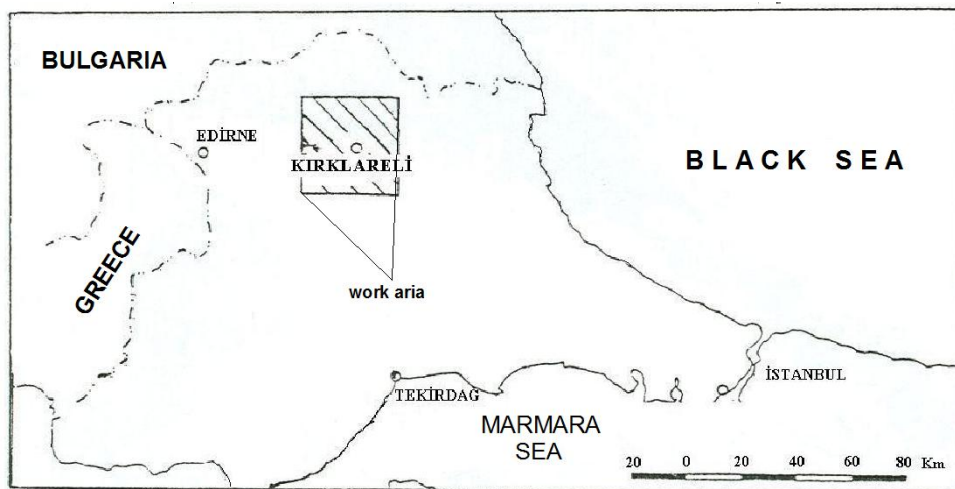 BULGARIA
EDİRNE
KIRKLARELİ
BLACK SEA
GREECE
work aria
TEKİRDAĞ
İSTANBUL
MARMARA
SEA
20 0 20 40 60 80 Km